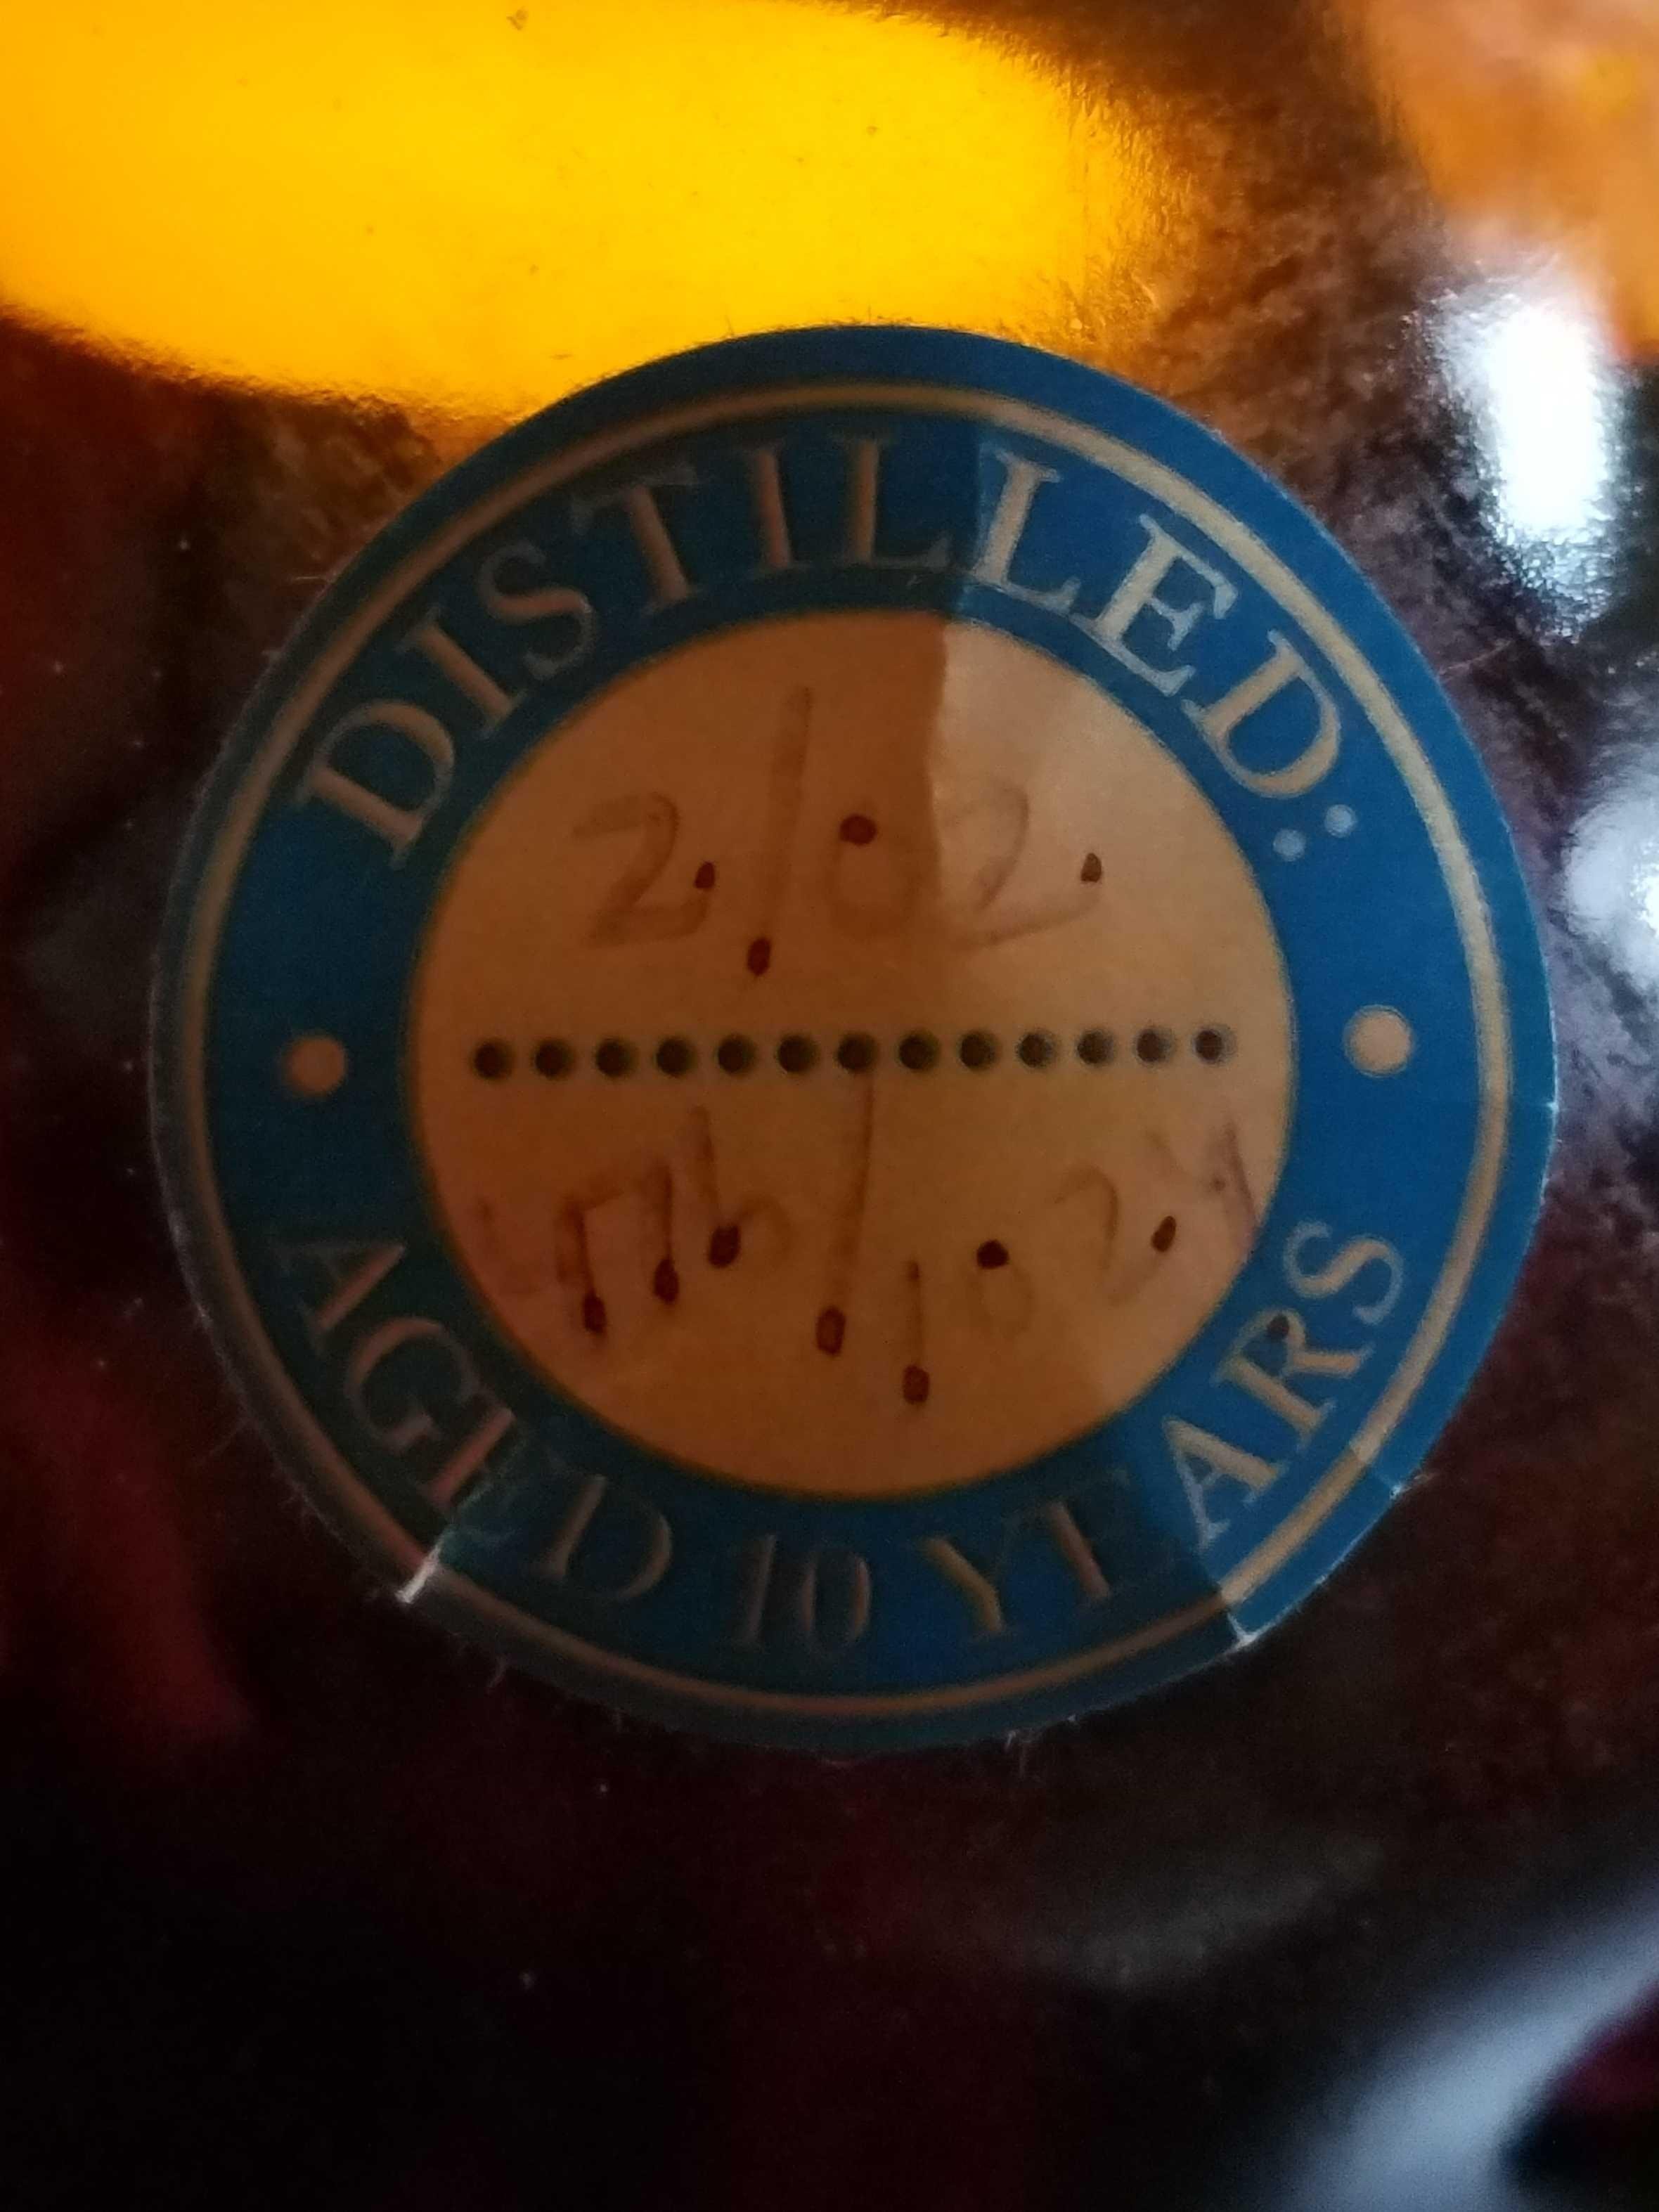 DISTILLED:
2/02
AGED 10 YEARS